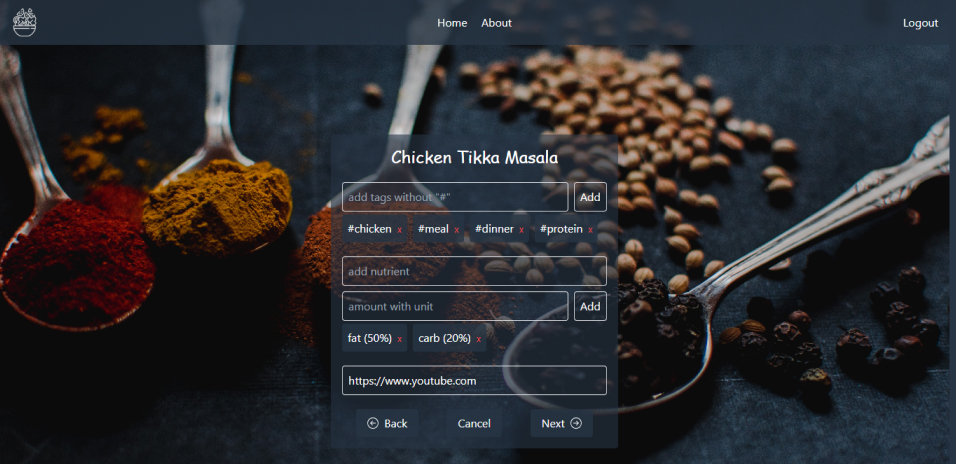 Home About Logout
Chicken Tikka Masala
add tags without "#" Add
#chicken x #meal x #dinner x #protein x
add nutrient
amount with unit Add
fat (50%) x carb (20%) x
https://www.youtube.com
Back Cancel Next